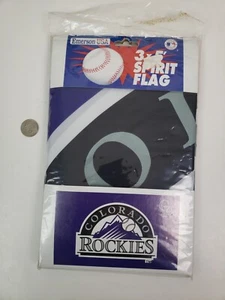 Emerson USA
3 x 5'
SPIRIT
FLAG
O
COLORADO
ROCKIES